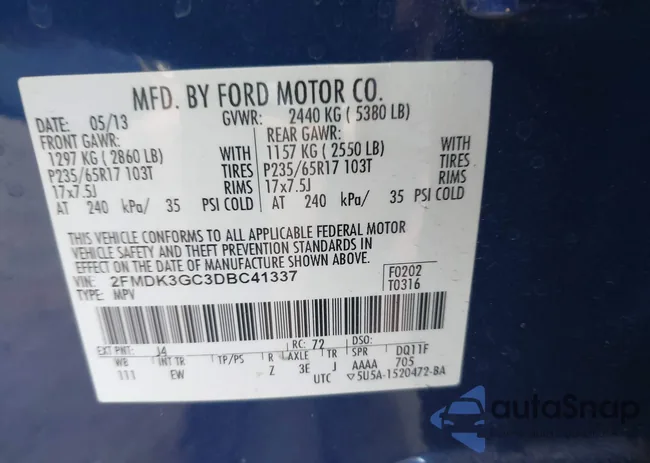 MFD. BY FORD MOTOR CO.
DATE: 05/13 GVWR: 2440 KG ( 5380 LB)
FRONT GAWR: REAR GAWR:
1297 KG ( 2860 LB) WITH 1157 KG ( 2550 LB) WITH
P235/65R17 103T TIRES P235/65R17 103T TIRES
17x7.5J RIMS 17x7.5J RIMS
AT 240 kPa/ 35 PSI COLD AT 240 kPa/ 35 PSI COLD
THIS VEHICLE CONFORMS TO ALL APPLICABLE FEDERAL MOTOR
VEHICLE SAFETY AND THEFT PREVENTION STANDARDS IN
EFFECT ON THE DATE OF MANUFACTURE SHOWN ABOVE.
VIN: 2FMDK3GC3DBC41337 F0202
TYPE: MPV T0316
EXT PNT: J4 RC: 72 DSO:
WB INT TR TP/PS R AXLE TR SPR DQ11F
111 EW Z 3E J AAAA 705
UTC 5U5A-1520472-BA
autoSnap